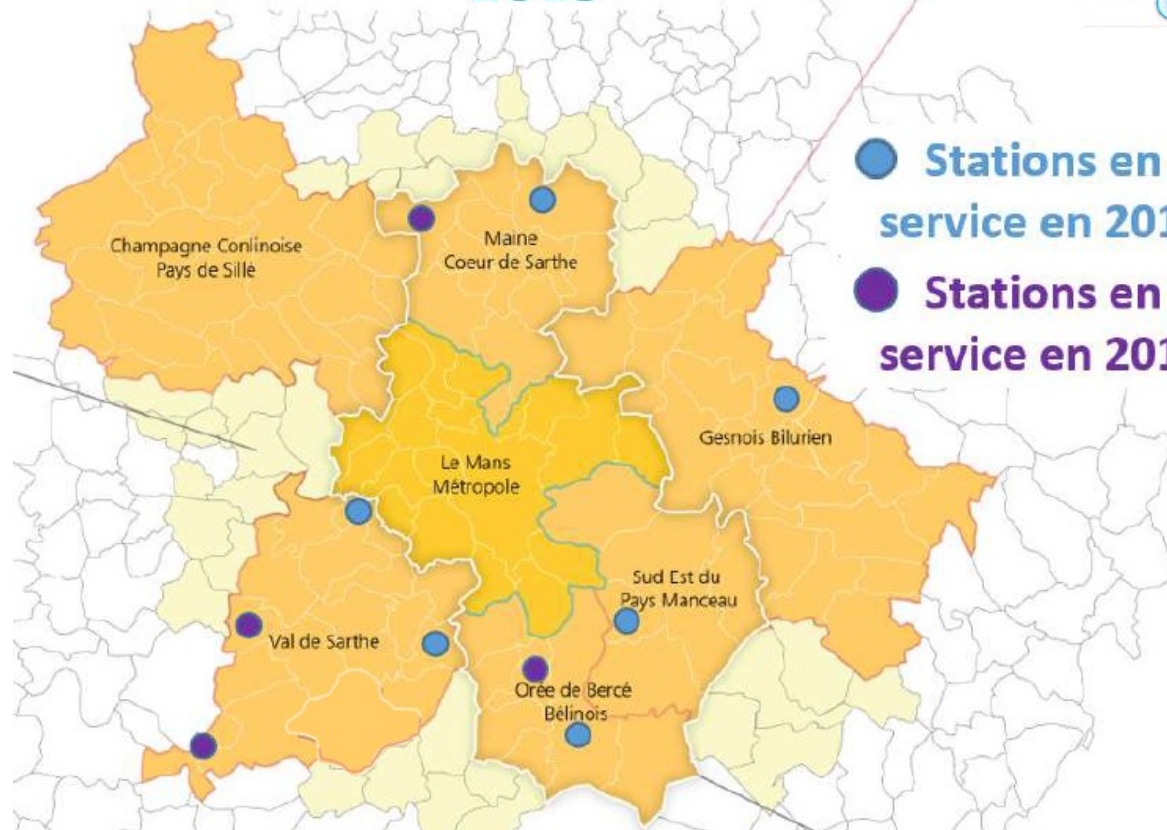 Stations en
service en 201
Stations en
service en 201
Champagne Conlinoise
Pays de Sillé
Maine
Coeur de Sarthe
Gesnois Bilurien
Le Mans
Métropole
Sud Est du
Pays Manceau
Val de Sarthe
Orée de Bercé
Bélinois